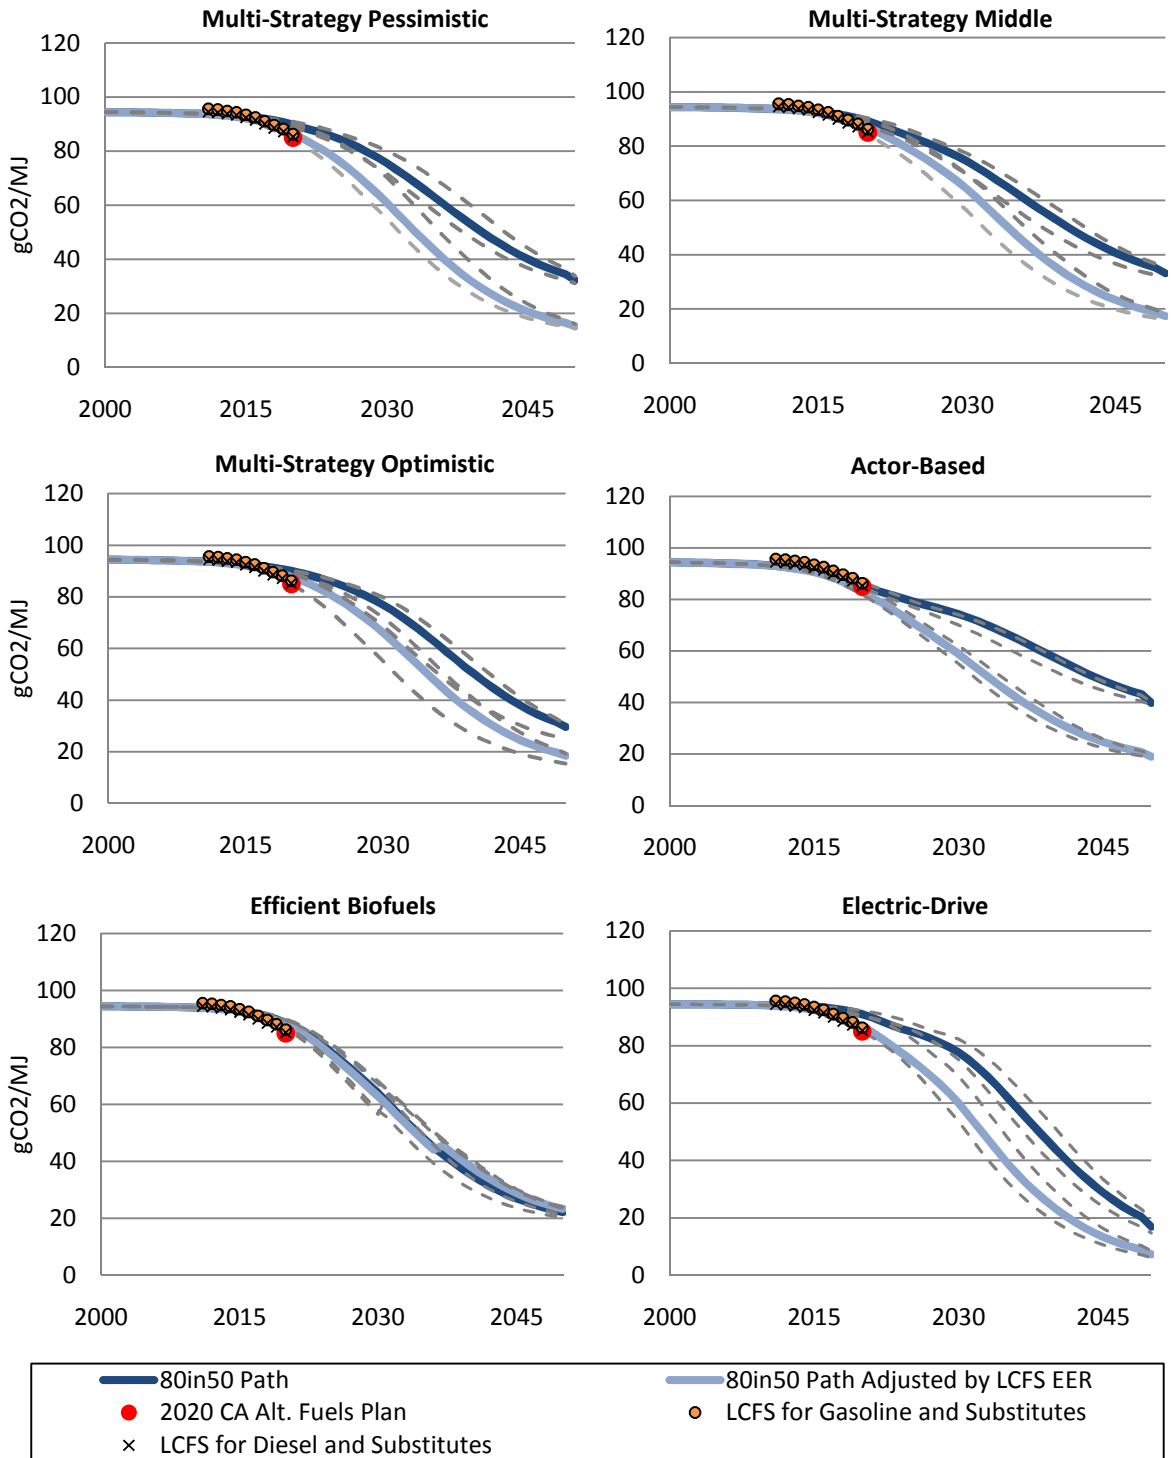 Multi-Strategy Pessimistic
Multi-Strategy Middle
120
100
80
60
40
20
0
gCO2/MJ
2000 2015 2030 2045
120
100
80
60
40
20
0
2000 2015 2030 2045
Multi-Strategy Optimistic
Actor-Based
120
100
80
60
40
20
0
gCO2/MJ
2000 2015 2030 2045
120
100
80
60
40
20
0
2000 2015 2030 2045
Efficient Biofuels
Electric-Drive
120
100
80
60
40
20
0
gCO2/MJ
2000 2015 2030 2045
120
100
80
60
40
20
0
2000 2015 2030 2045
80in50 Path
80in50 Path Adjusted by LCFS EER
2020 CA Alt. Fuels Plan
LCFS for Gasoline and Substitutes
LCFS for Diesel and Substitutes